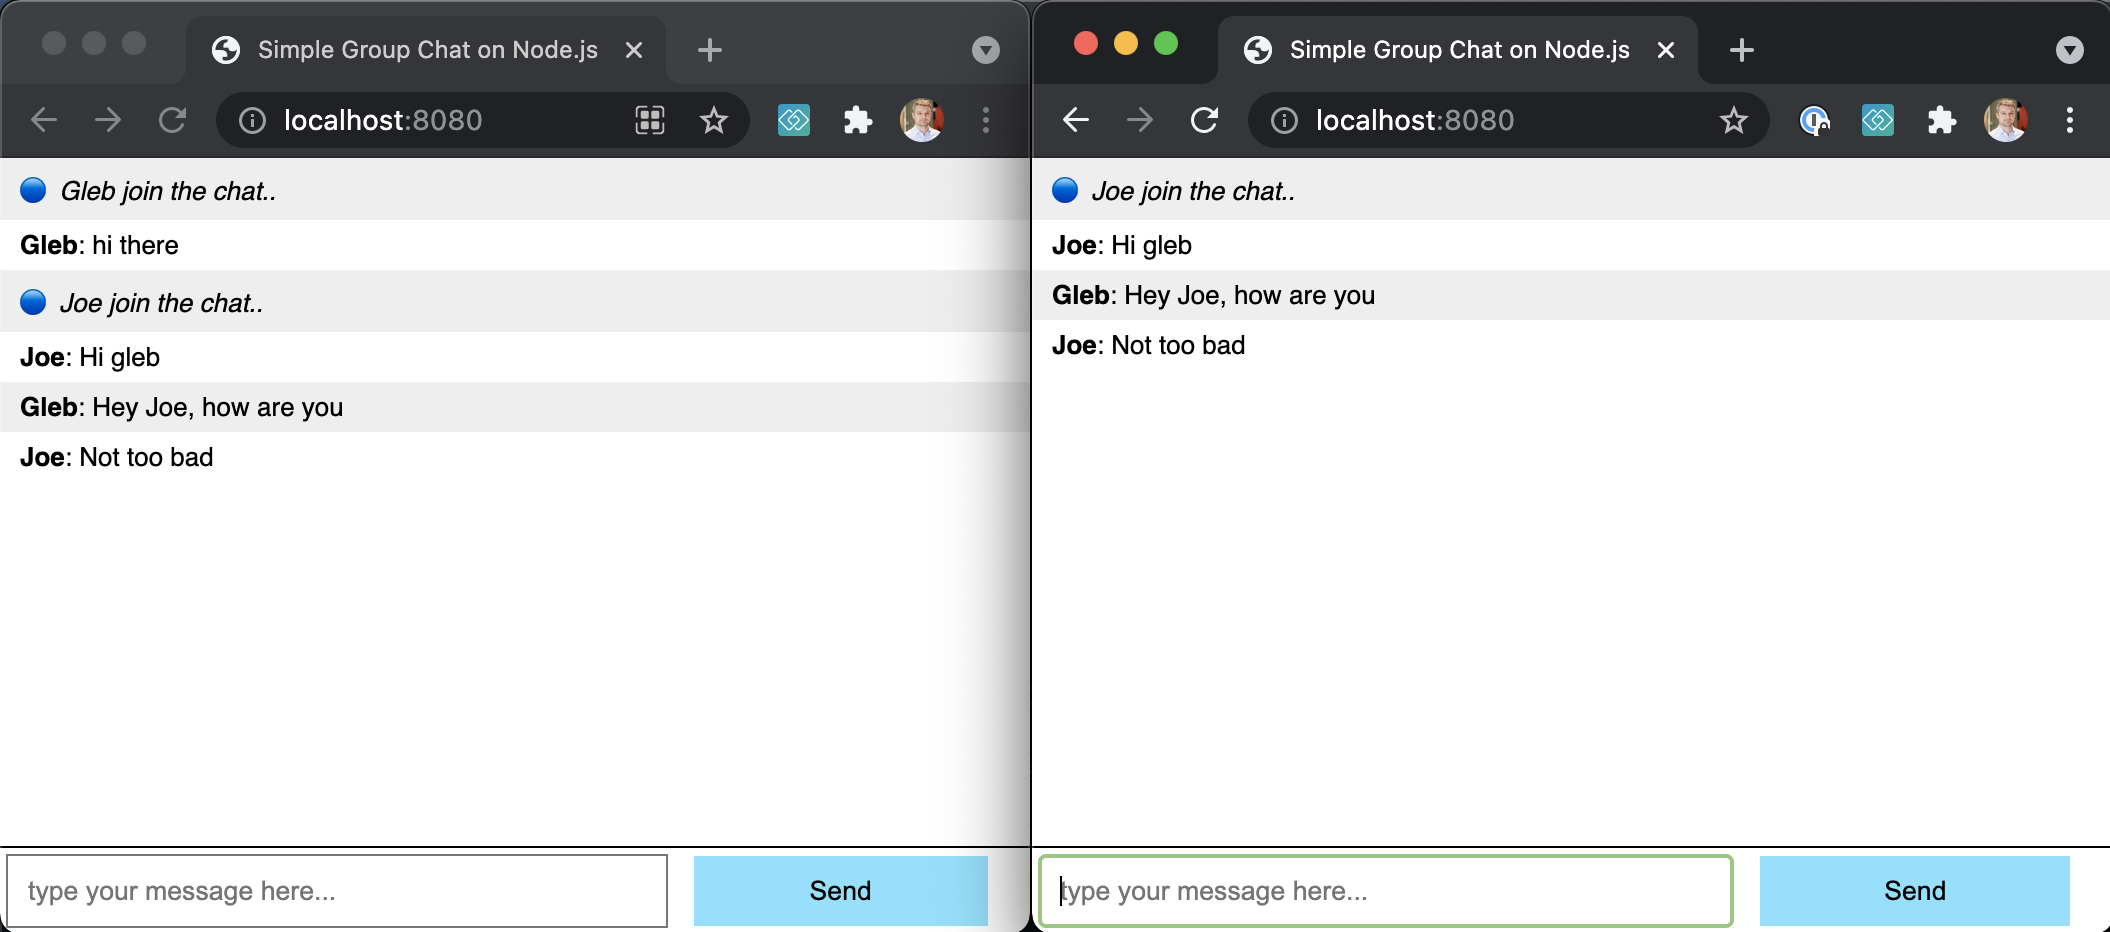 Simple Group Chat on Node.js
localhost:8080
🔵 Gleb join the chat..
Gleb: hi there
🔵 Joe join the chat..
Joe: Hi gleb
Gleb: Hey Joe, how are you
Joe: Not too bad
type your message here...
Send
Simple Group Chat on Node.js
localhost:8080
🔵 Joe join the chat..
Joe: Hi gleb
Gleb: Hey Joe, how are you
Joe: Not too bad
type your message here...
Send